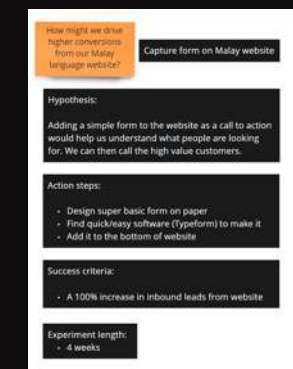 How might we drive
higher conversions
from our Malay
language website?
Capture form on Malay website
Hypothesis:
Adding a simple form to the website as a call to action
would help us understand what people are looking
for. We can then call the high value customers.
Action steps:
• Design super basic form on paper
• Find quick/easy software (Typeform) to make it
• Add it to the bottom of website
Success criteria:
• A 100% increase in inbound leads from website
Experiment length:
• 4 weeks